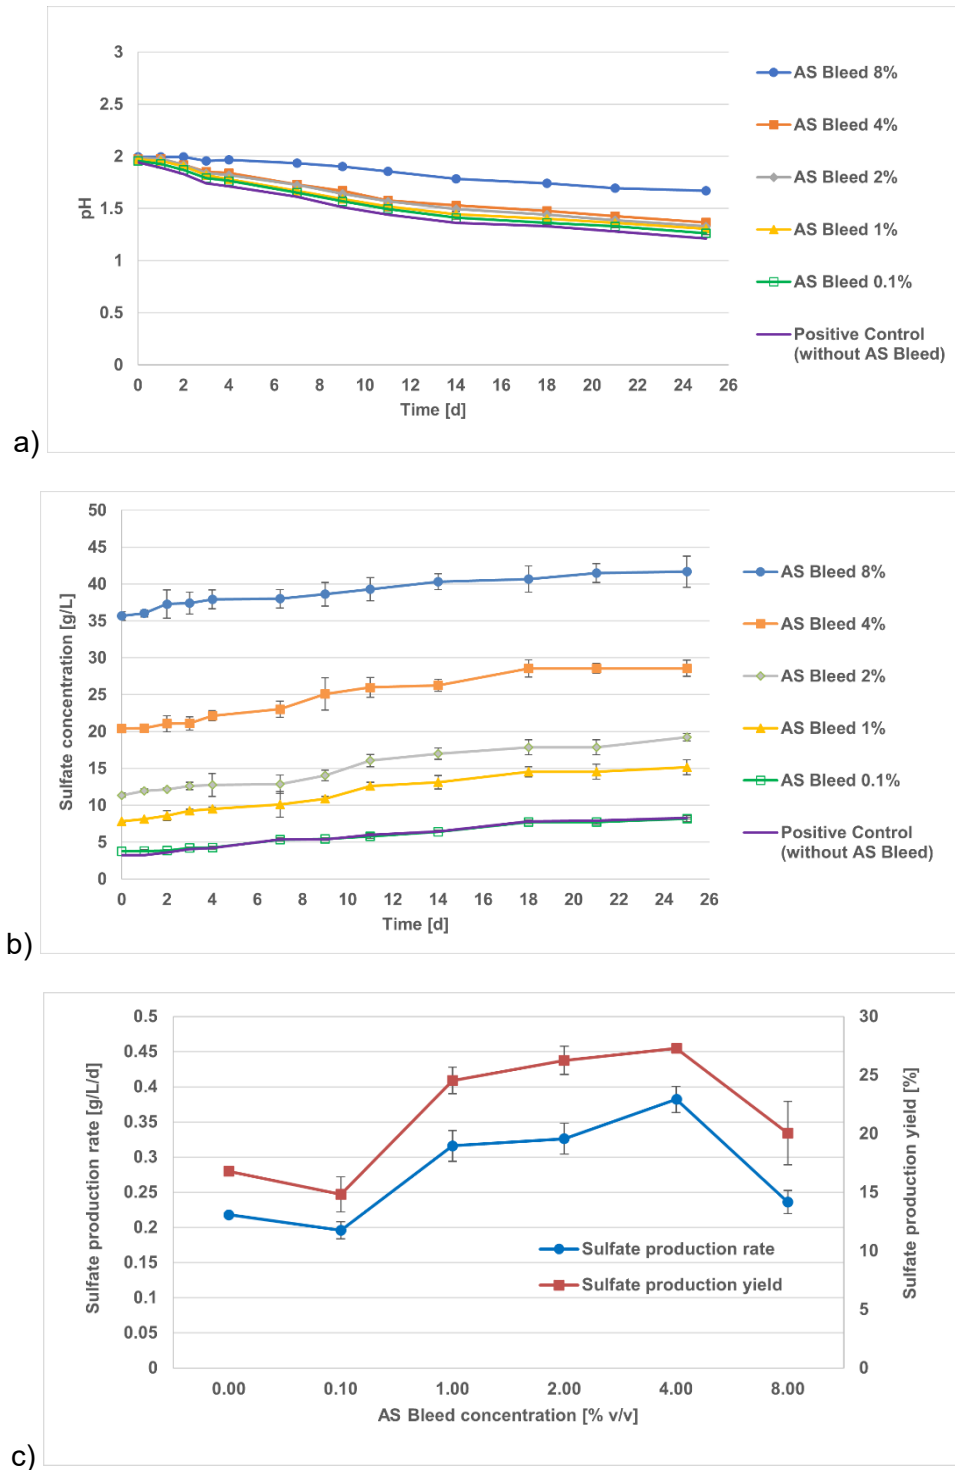 3
2.5
2
1.5
1
0.5
0
pH
0 2 4 6 8 10 12 14 16 18 20 22 24 26
Time [d]
AS Bleed 8%
AS Bleed 4%
AS Bleed 2%
AS Bleed 1%
AS Bleed 0.1%
Positive Control
(without AS Bleed)
a)
50
45
40
35
30
25
20
15
10
5
0
Sulfate concentration [g/L]
0 2 4 6 8 10 12 14 16 18 20 22 24 26
Time [d]
AS Bleed 8%
AS Bleed 4%
AS Bleed 2%
AS Bleed 1%
AS Bleed 0.1%
Positive Control
(without AS Bleed)
b)
0.5
0.45
0.4
0.35
0.3
0.25
0.2
0.15
0.1
0.05
0
Sulfate production rate [g/L/d]
30
25
20
15
10
5
0
Sulfate production yield [%]
Sulfate production rate
Sulfate production yield
0.00 0.10 1.00 2.00 4.00 8.00
AS Bleed concentration [% v/v]
c)